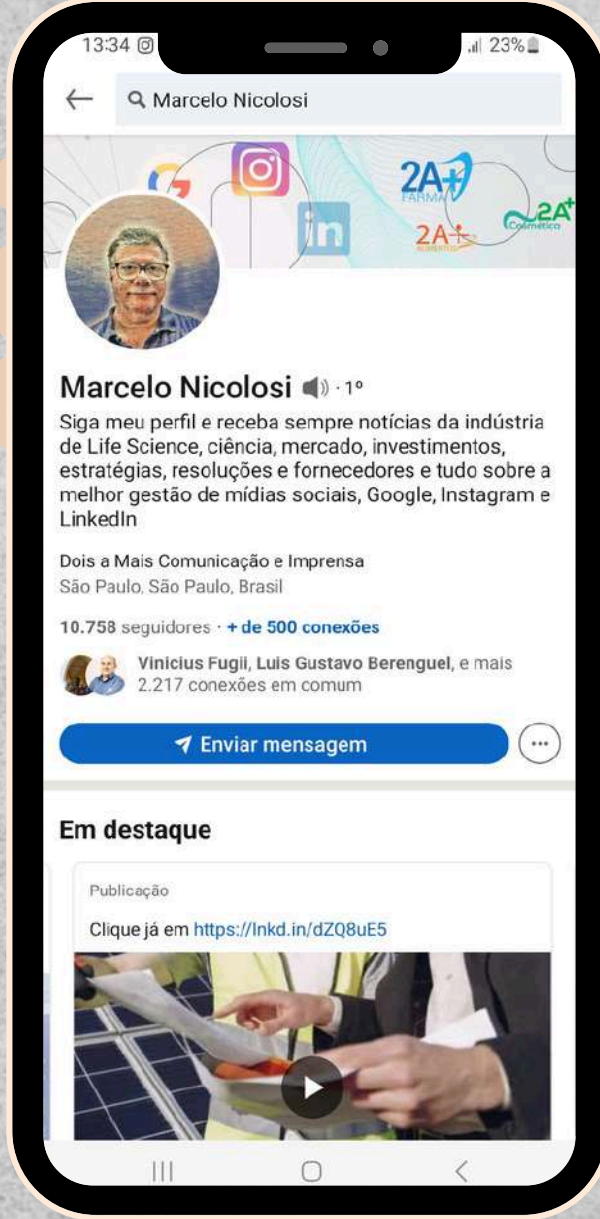 13:34
23%
Marcelo Nicolosi
2A+
FARMA
in
2A+
ALIMENTOS
2A+
Cosmética
Marcelo Nicolosi · 1º
Siga meu perfil e receba sempre notícias da indústria
de Life Science, ciência, mercado, investimentos,
estratégias, resoluções e fornecedores e tudo sobre a
melhor gestão de mídias sociais, Google, Instagram e
LinkedIn
Dois a Mais Comunicação e Imprensa
São Paulo, São Paulo, Brasil
10.758 seguidores · + de 500 conexões
Vinicius Fugii, Luis Gustavo Berenguel, e mais
2.217 conexões em comum
Enviar mensagem
Em destaque
Publicação
Clique já em https://lnkd.in/dZQ8uE5